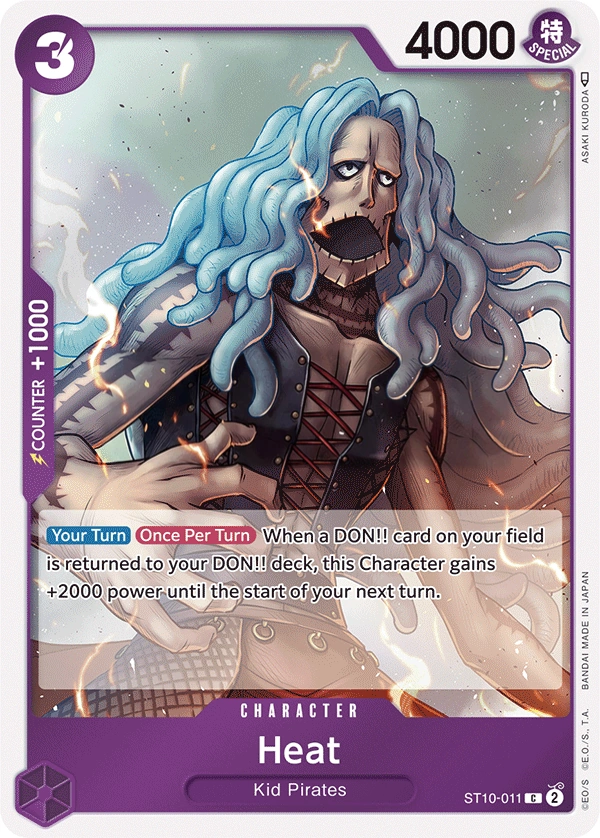 3
4000
特
SPECIAL
ASAKI KURODA
COUNTER +1000
Your Turn Once Per Turn When a DON!! card on your field
is returned to your DON!! deck, this Character gains
+2000 power until the start of your next turn.
©EO/S ©E.O./S., T.A. BANDAI MADE IN JAPAN
CHARACTER
Heat
Kid Pirates
ST10-011 C 2